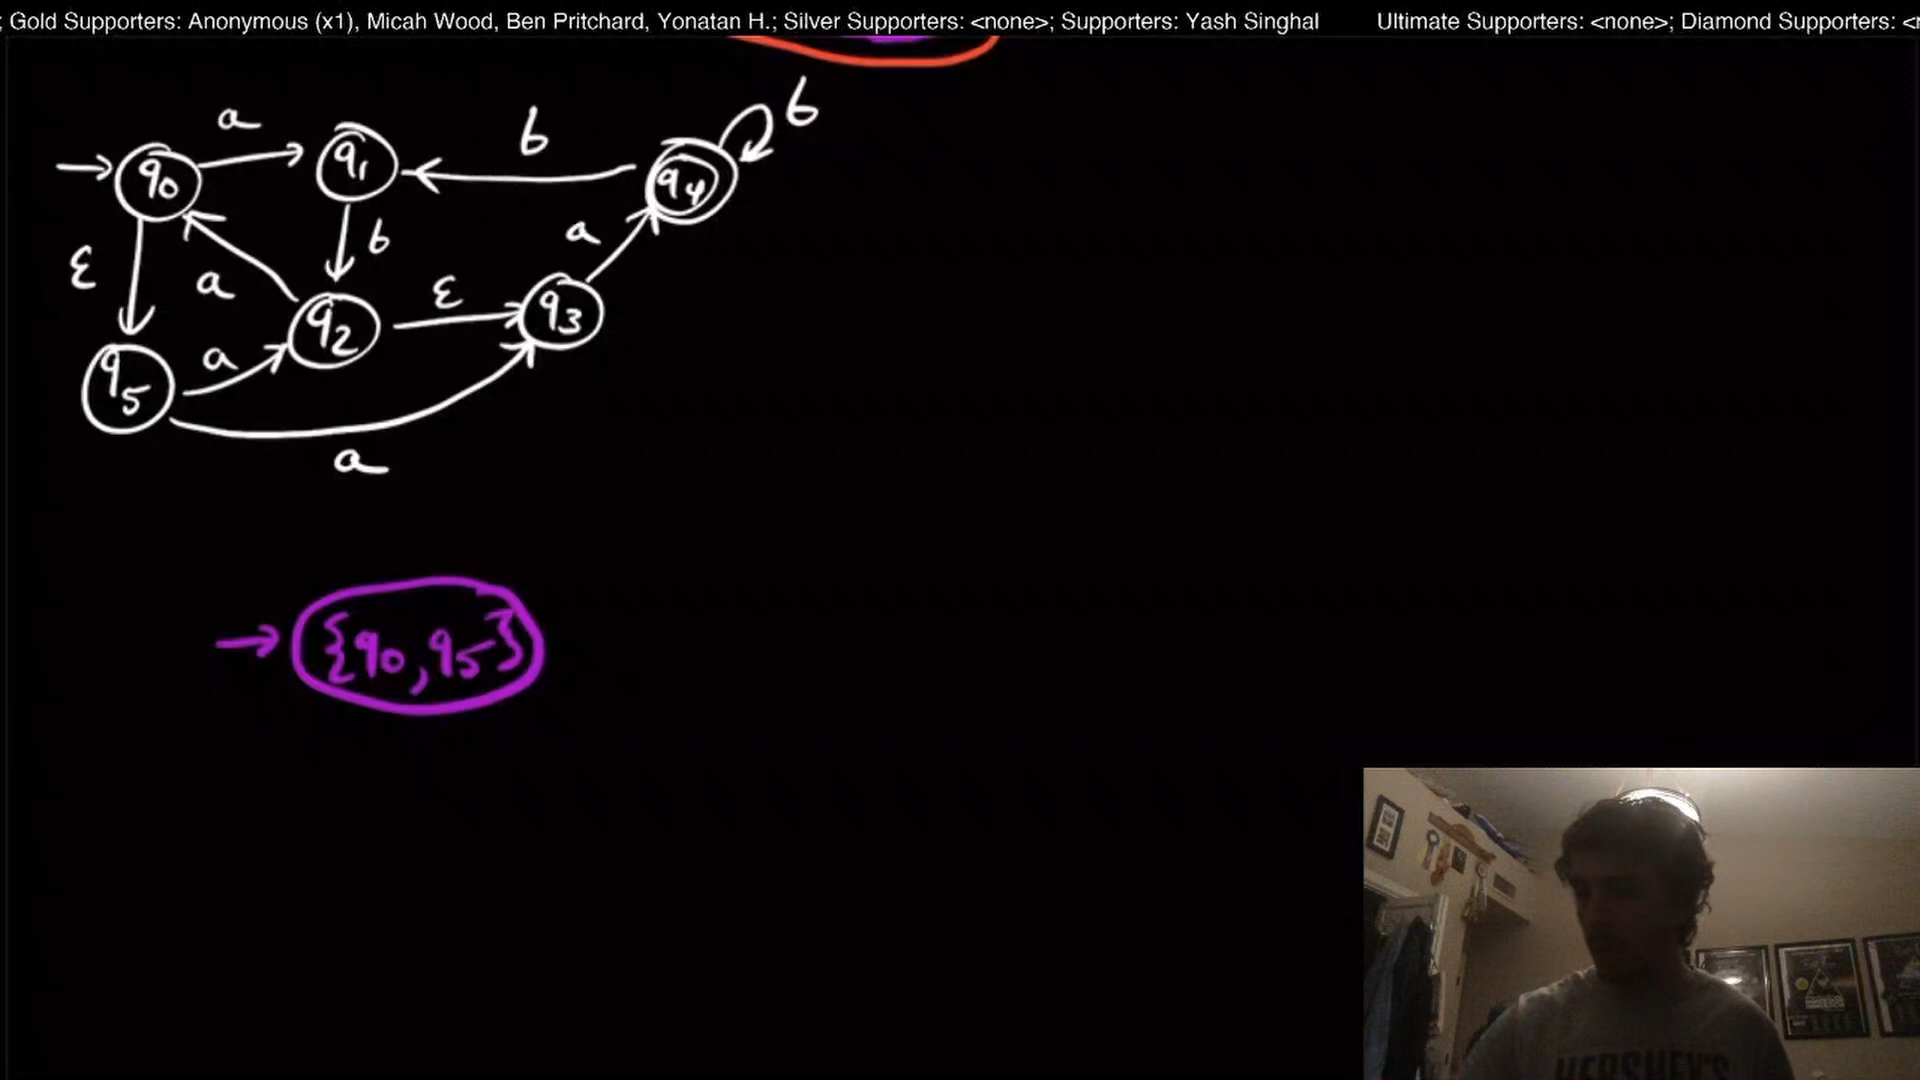 ; Gold Supporters: Anonymous (x1), Micah Wood, Ben Pritchard, Yonatan H.; Silver Supporters: <none>; Supporters: Yash Singhal Ultimate Supporters: <none>; Diamond Supporters:
a
b
b
q0
q1
q4
ε
a
b
a
ε
q2
q3
a
q5
a
{q0,q5}
HERSHEY'S